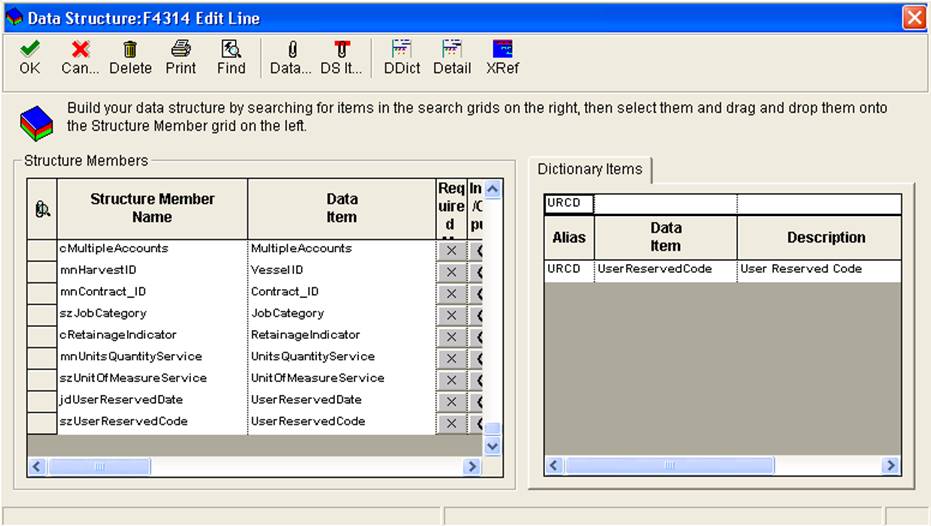 Data Structure:F4314 Edit Line
OK Can... Delete Print Find Data... DS It... DDict Detail XRef
Build your data structure by searching for items in the search grids on the right, then select them and drag and drop them onto
the Structure Member grid on the left.
Structure Members
Structure Member Name Data Item Req uire d In /O pu
cMultipleAccounts MultipleAccounts
mnHarvestID VesselID
mnContract_ID Contract_ID
szJobCategory JobCategory
cRetainageIndicator RetainageIndicator
mnUnitsQuantityService UnitsQuantityService
szUnitOfMeasureService UnitOfMeasureService
jdUserReservedDate UserReservedDate
szUserReservedCode UserReservedCode
Dictionary Items
URCD
Alias Data Item Description
URCD UserReservedCode User Reserved Code